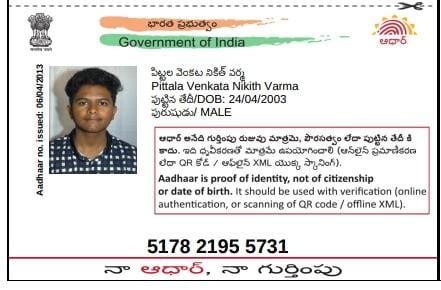 భారత ప్రభుత్వం
Government of India
ఆధార్
Aadhaar no. issued: 06/04/2013
పిట్టల వెంకట నికిత్ వర్మ
Pittala Venkata Nikith Varma
పుట్టిన తేదీ/DOB: 24/04/2003
పురుషుడు/ MALE
ఆధార్ అనేది గుర్తింపు రుజువు మాత్రమే, పౌరసత్వం లేదా పుట్టిన తేదీ కి
కాదు. ఇది ధృవీకరణతో మాత్రమే ఉపయోగించాలి (ఆన్‌లైన్ ప్రమాణీకరణ
లేదా QR కోడ్ / ఆఫ్‌లైన్ XML యొక్క స్కానింగ్).
Aadhaar is proof of identity, not of citizenship
or date of birth. It should be used with verification (online
authentication, or scanning of QR code / offline XML).
5178 2195 5731
నా ఆధార్, నా గుర్తింపు